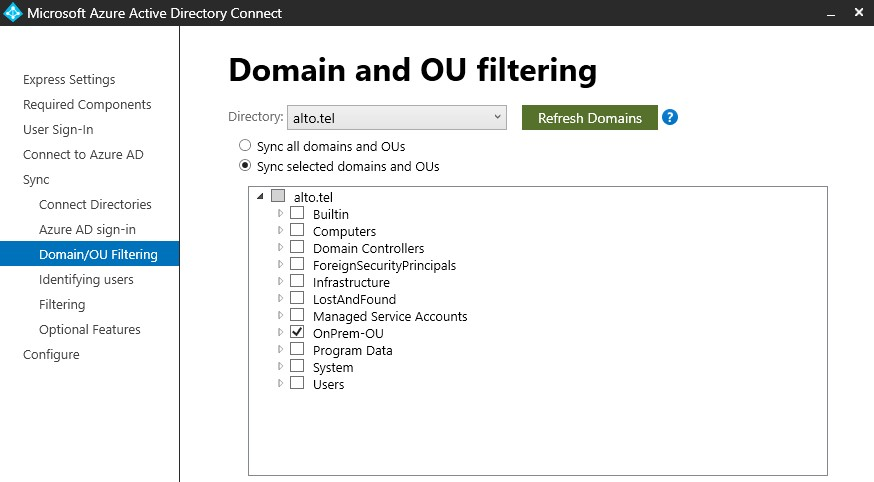 Microsoft Azure Active Directory Connect
Domain and OU filtering
Express Settings
Required Components
User Sign-In
Connect to Azure AD
Sync
Connect Directories
Azure AD sign-in
Domain/OU Filtering
Identifying users
Filtering
Optional Features
Configure
Directory: alto.tel Refresh Domains ?
Sync all domains and OUs
Sync selected domains and OUs
alto.tel
Builtin
Computers
Domain Controllers
ForeignSecurityPrincipals
Infrastructure
LostAndFound
Managed Service Accounts
OnPrem-OU
Program Data
System
Users